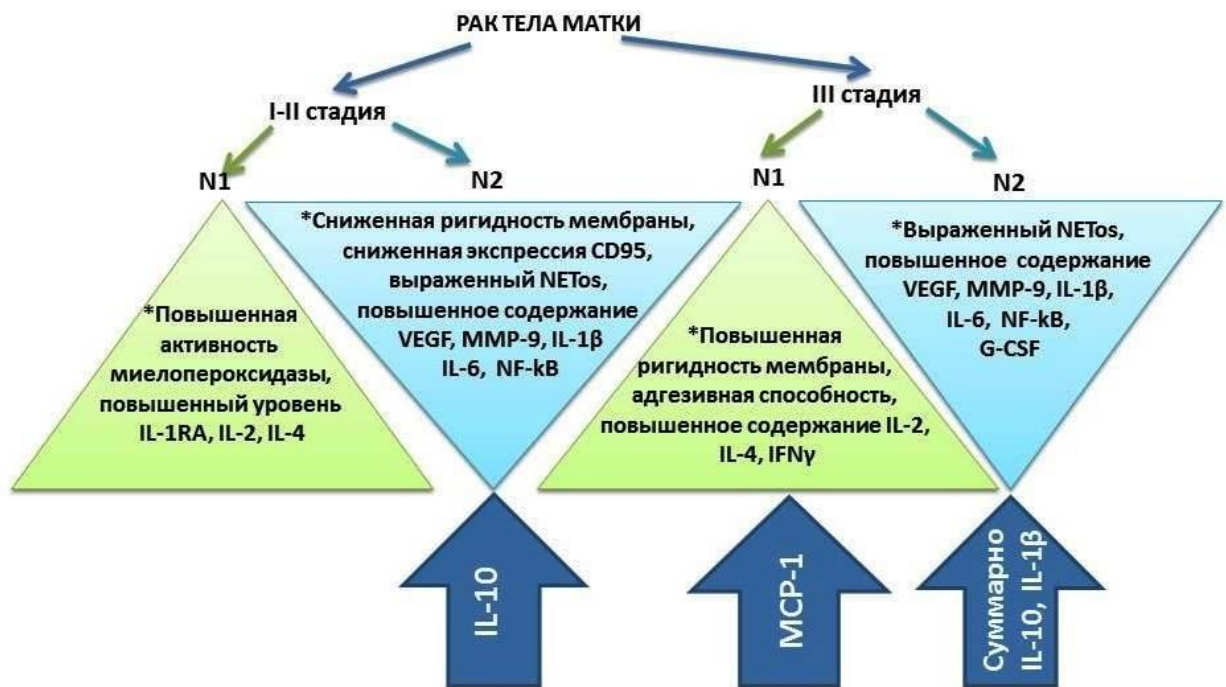 РАК ТЕЛА МАТКИ
I-II стадия
III стадия
N1
N2
N1
N2
*Повышенная
активность
миелопероксидазы,
повышенный уровень
IL-1RA, IL-2, IL-4
*Сниженная ригидность мембраны,
сниженная экспрессия CD95,
выраженный NETos,
повышенное содержание
VEGF, MMP-9, IL-1β
IL-6, NF-kB
*Повышенная
ригидность мембраны,
адгезивная способность,
повышенное содержание IL-2,
IL-4, IFNγ
*Выраженный NETos,
повышенное содержание
VEGF, MMP-9, IL-1β,
IL-6, NF-kB,
G-CSF
IL-10
MCP-1
Суммарно
IL-10, IL-1β